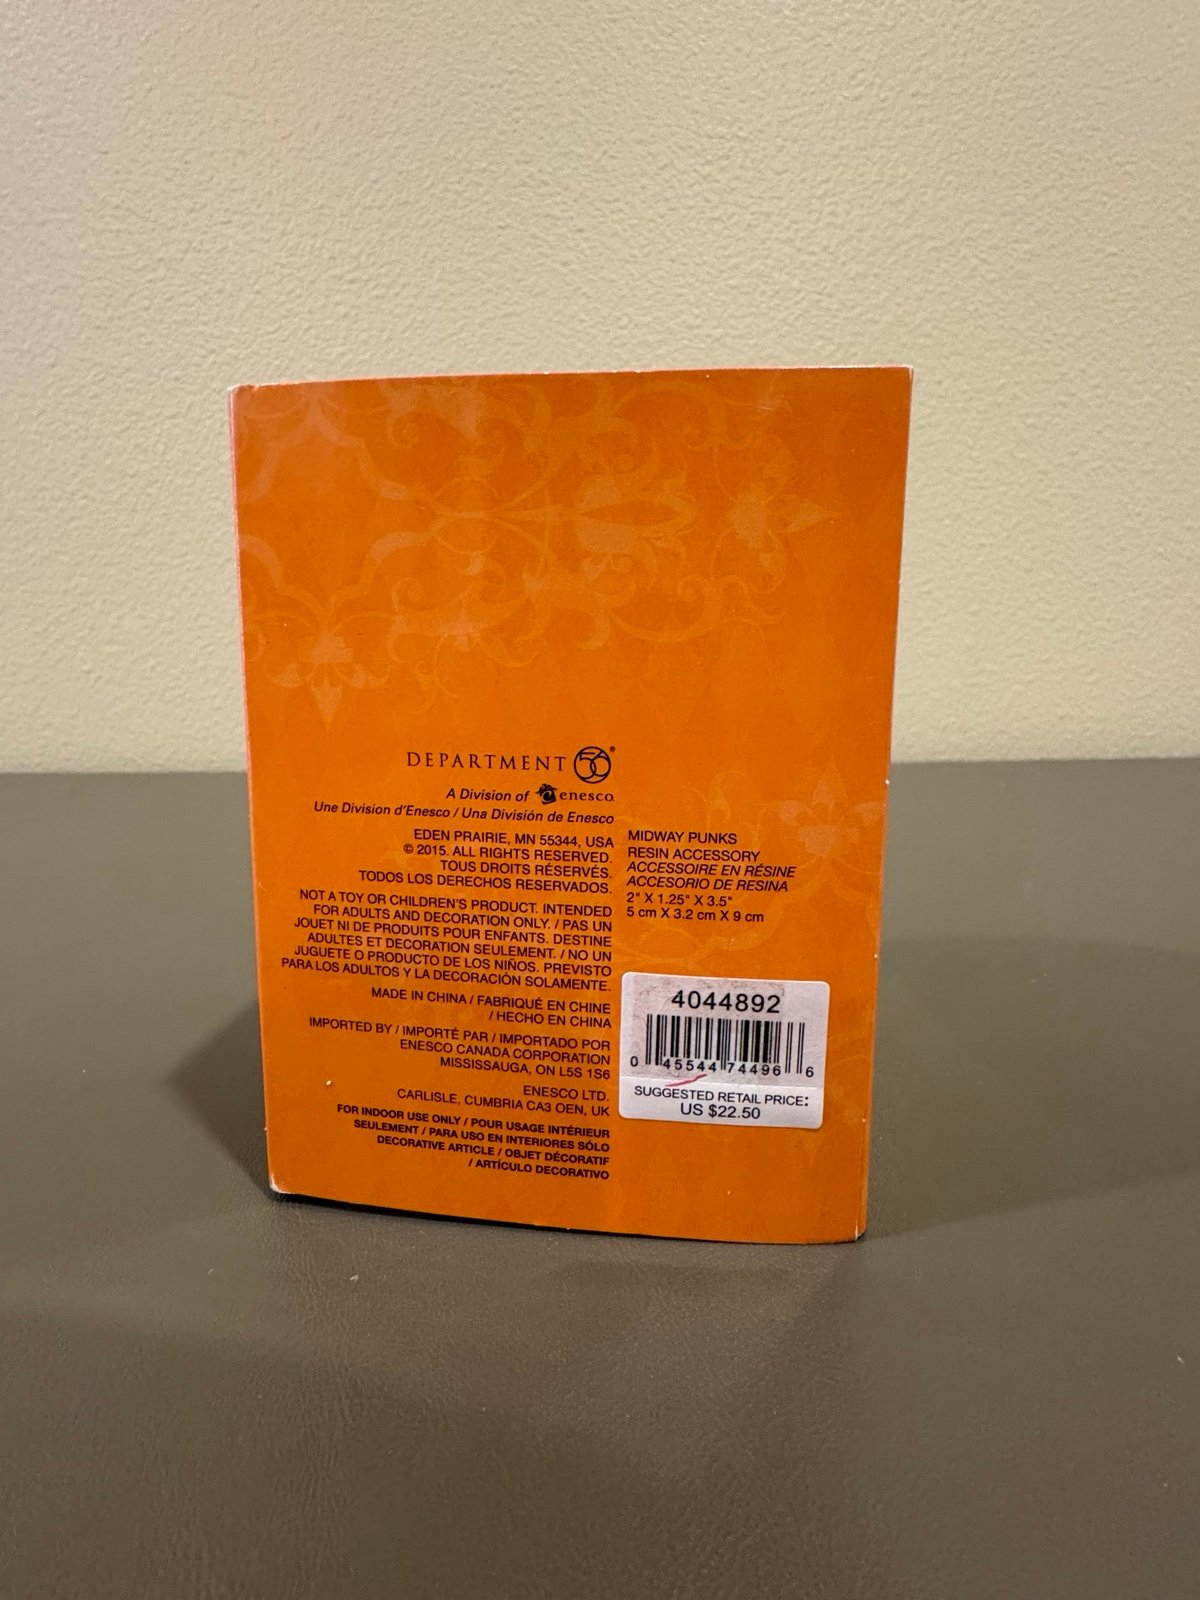 DEPARTMENT 56®
A Division of enesco.
Une Division d'Enesco / Una División de Enesco
EDEN PRAIRIE, MN 55344, USA
© 2015. ALL RIGHTS RESERVED.
TOUS DROITS RÉSERVÉS.
TODOS LOS DERECHOS RESERVADOS.
NOT A TOY OR CHILDREN'S PRODUCT. INTENDED
FOR ADULTS AND DECORATION ONLY. / PAS UN
JOUET NI DE PRODUITS POUR ENFANTS. DESTINE
ADULTES ET DECORATION SEULEMENT. / NO UN
JUGUETE O PRODUCTO DE LOS NIÑOS. PREVISTO
PARA LOS ADULTOS Y LA DECORACIÓN SOLAMENTE.
MADE IN CHINA / FABRIQUÉ EN CHINE
/ HECHO EN CHINA
IMPORTED BY / IMPORTÉ PAR / IMPORTADO POR
ENESCO CANADA CORPORATION
MISSISSAUGA, ON L5S 1S6
ENESCO LTD.
CARLISLE, CUMBRIA CA3 OEN, UK
FOR INDOOR USE ONLY / POUR USAGE INTÉRIEUR
SEULEMENT / PARA USO EN INTERIORES SÓLO
DECORATIVE ARTICLE / OBJET DÉCORATIF
/ ARTÍCULO DECORATIVO
MIDWAY PUNKS
RESIN ACCESSORY
ACCESSOIRE EN RÉSINE
ACCESORIO DE RESINA
2" X 1.25" X 3.5"
5 cm X 3.2 cm X 9 cm
4044892
0 45544 74496 6
SUGGESTED RETAIL PRICE:
US $22.50